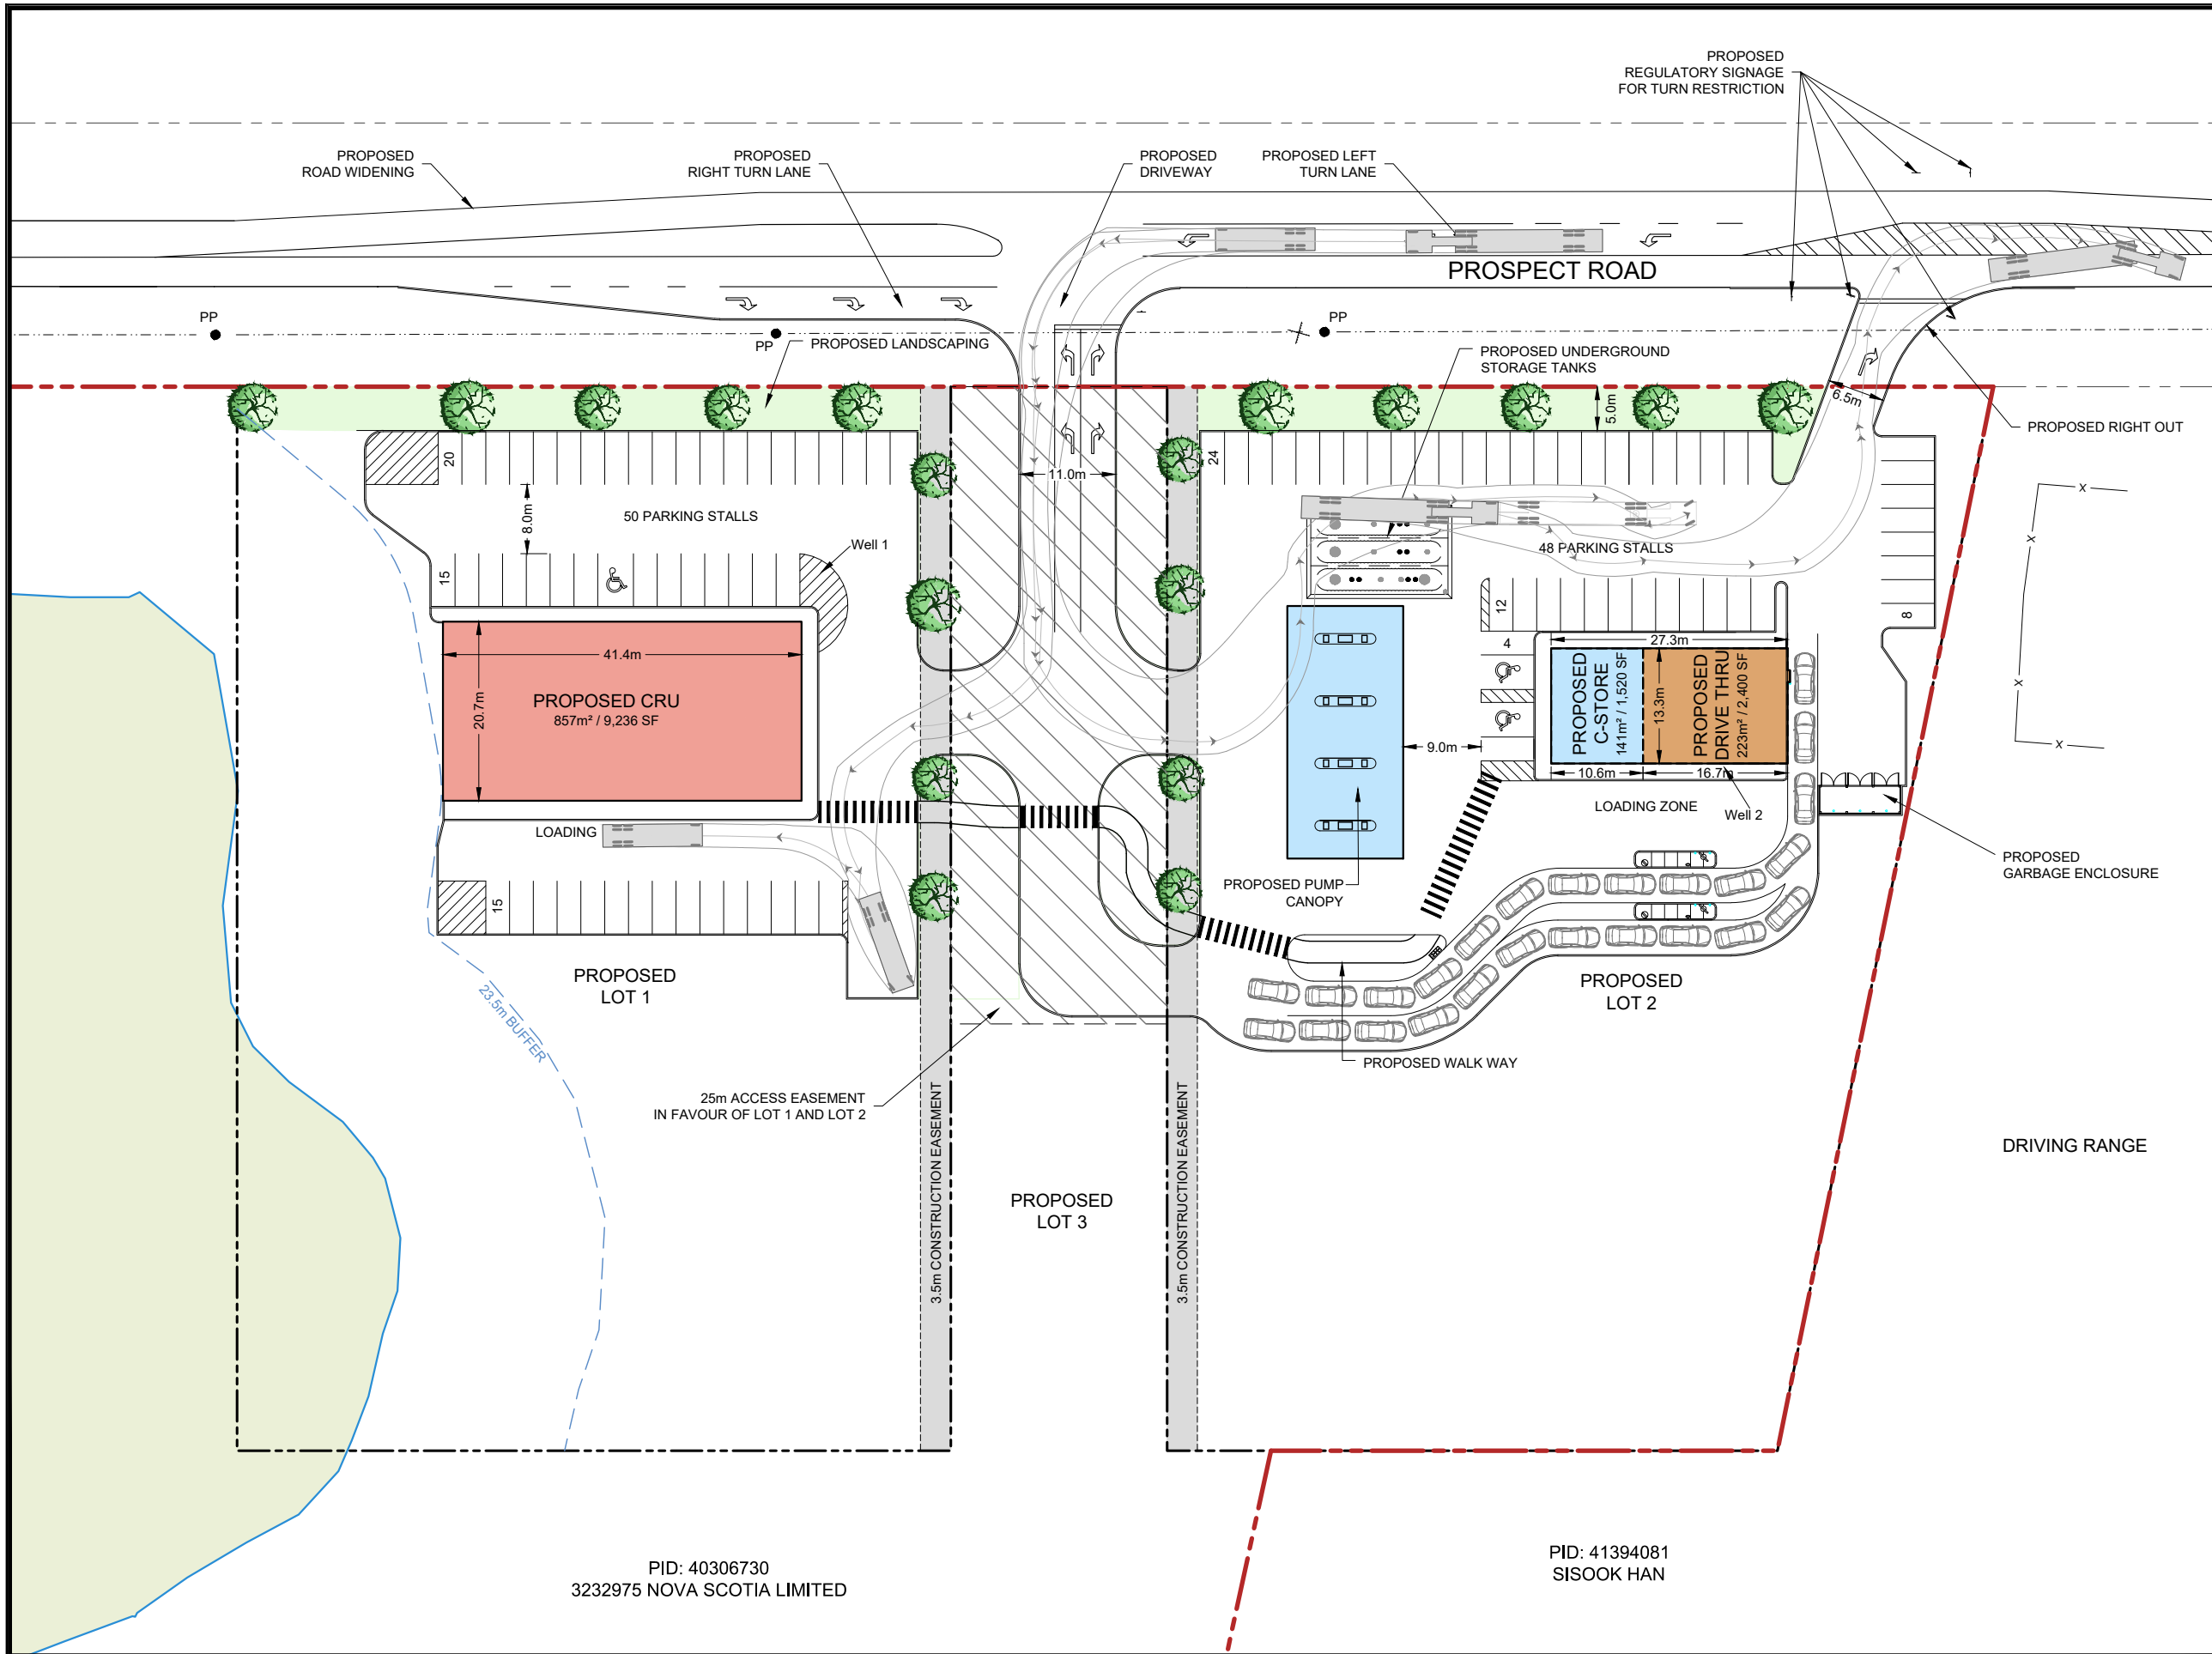 PROPOSED
REGULATORY SIGNAGE
FOR TURN RESTRICTION
PROPOSED
ROAD WIDENING
PROPOSED
RIGHT TURN LANE
PROPOSED
DRIVEWAY
PROPOSED LEFT
TURN LANE
PROSPECT ROAD
PP
PP
PP
PROPOSED LANDSCAPING
PROPOSED UNDERGROUND
STORAGE TANKS
5.0m
6.5m
PROPOSED RIGHT OUT
20
24
11.0m
8.0m
50 PARKING STALLS
Well 1
48 PARKING STALLS
X
X
X
X
15
12
8
4
41.4m
20.7m
PROPOSED CRU
857m² / 9,236 SF
27.3m
PROPOSED
C-STORE
141m² / 1,520 SF
13.3m
PROPOSED
DRIVE THRU
223m² / 2,400 SF
9.0m
10.6m
16.7m
LOADING ZONE
Well 2
LOADING
15
PROPOSED PUMP
CANOPY
PROPOSED
GARBAGE ENCLOSURE
PROPOSED
LOT 1
PROPOSED
LOT 2
23.5m BUFFER
PROPOSED WALK WAY
25m ACCESS EASEMENT
IN FAVOUR OF LOT 1 AND LOT 2
3.5m CONSTRUCTION EASEMENT
3.5m CONSTRUCTION EASEMENT
DRIVING RANGE
PROPOSED
LOT 3
PID: 40306730
3232975 NOVA SCOTIA LIMITED
PID: 41394081
SISOOK HAN